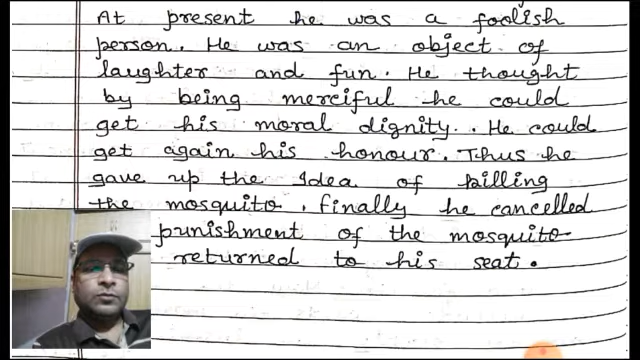 At present he was a foolish
person. He was an object of
laughter and fun. He thought
by being merciful he could
get his moral dignity. He could
get again his honour. Thus he
gave up the Idea of killing
the mosquito. Finally he cancelled
punishment of the mosquito
returned to his seat.